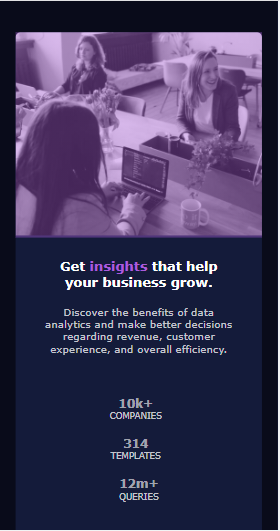 Get insights that help
your business grow.
Discover the benefits of data
analytics and make better decisions
regarding revenue, customer
experience, and overall efficiency.
10k+
COMPANIES
314
TEMPLATES
12m+
QUERIES